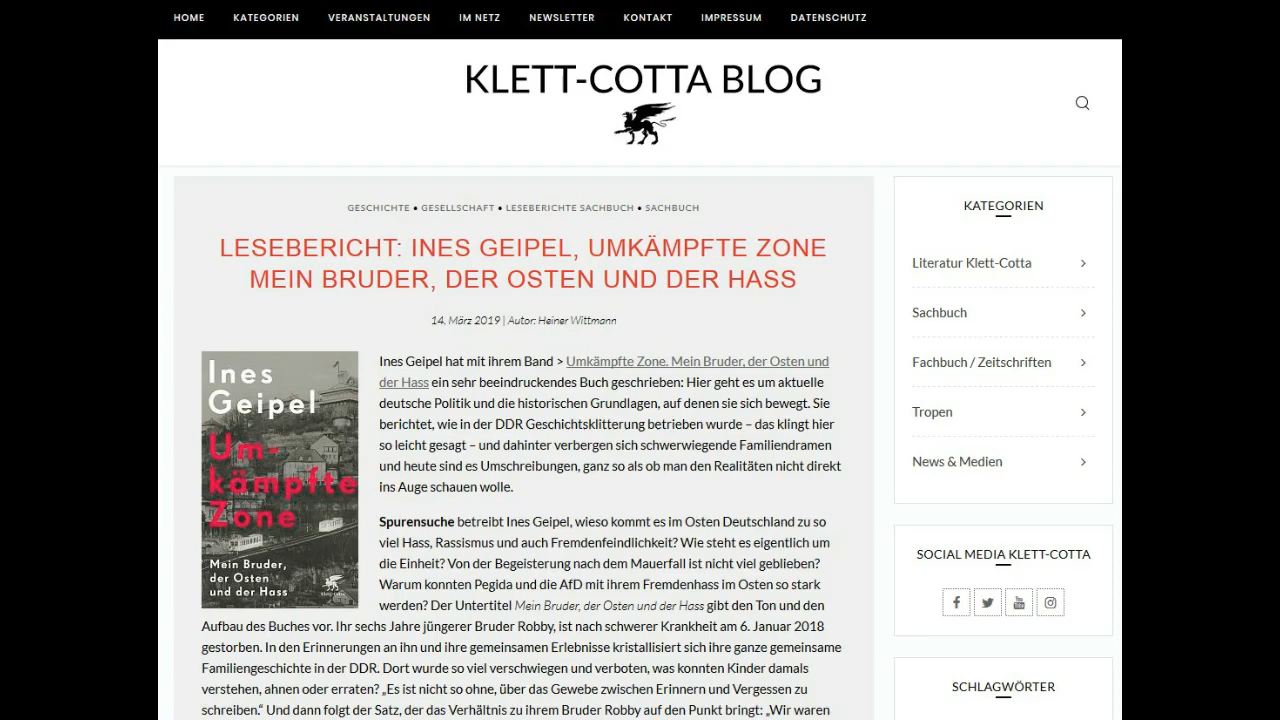 HOME KATEGORIEN VERANSTALTUNGEN IM NETZ NEWSLETTER KONTAKT IMPRESSUM DATENSCHUTZ
KLETT-COTTA BLOG
GESCHICHTE • GESELLSCHAFT • LESEBERICHTE SACHBUCH • SACHBUCH
LESEBERICHT: INES GEIPEL, UMKÄMPFTE ZONE
MEIN BRUDER, DER OSTEN UND DER HASS
14. März 2019 | Autor: Heiner Wittmann
Ines
Geipel
Um-
kämpfte
Zone
Mein Bruder,
der Osten
und der Hass
Klett-Cotta
Ines Geipel hat mit ihrem Band > Umkämpfte Zone. Mein Bruder, der Osten und
der Hass ein sehr beeindruckendes Buch geschrieben: Hier geht es um aktuelle
deutsche Politik und die historischen Grundlagen, auf denen sie sich bewegt. Sie
berichtet, wie in der DDR Geschichtsklitterung betrieben wurde – das klingt hier
so leicht gesagt – und dahinter verbergen sich schwerwiegende Familiendramen
und heute sind es Umschreibungen, ganz so als ob man den Realitäten nicht direkt
ins Auge schauen wolle.
Spurensuche betreibt Ines Geipel, wieso kommt es im Osten Deutschland zu so
viel Hass, Rassismus und auch Fremdenfeindlichkeit? Wie steht es eigentlich um
die Einheit? Von der Begeisterung nach dem Mauerfall ist nicht viel geblieben?
Warum konnten Pegida und die AfD mit ihrem Fremdenhass im Osten so stark
werden? Der Untertitel Mein Bruder, der Osten und der Hass gibt den Ton und den
Aufbau des Buches vor. Ihr sechs Jahre jüngerer Bruder Robby, ist nach schwerer Krankheit am 6. Januar 2018
gestorben. In den Erinnerungen an ihn und ihre gemeinsamen Erlebnisse kristallisiert sich ihre ganze gemeinsame
Familiengeschichte in der DDR. Dort wurde so viel verschwiegen und verboten, was konnten Kinder damals
verstehen, ahnen oder erraten? „Es ist nicht so ohne, über das Gewebe zwischen Erinnern und Vergessen zu
schreiben.“ Und dann folgt der Satz, der das Verhältnis zu ihrem Bruder Robby auf den Punkt bringt: „Wir waren
KATEGORIEN
Literatur Klett-Cotta
Sachbuch
Fachbuch / Zeitschriften
Tropen
News & Medien
SOCIAL MEDIA KLETT-COTTA
SCHLAGWÖRTER